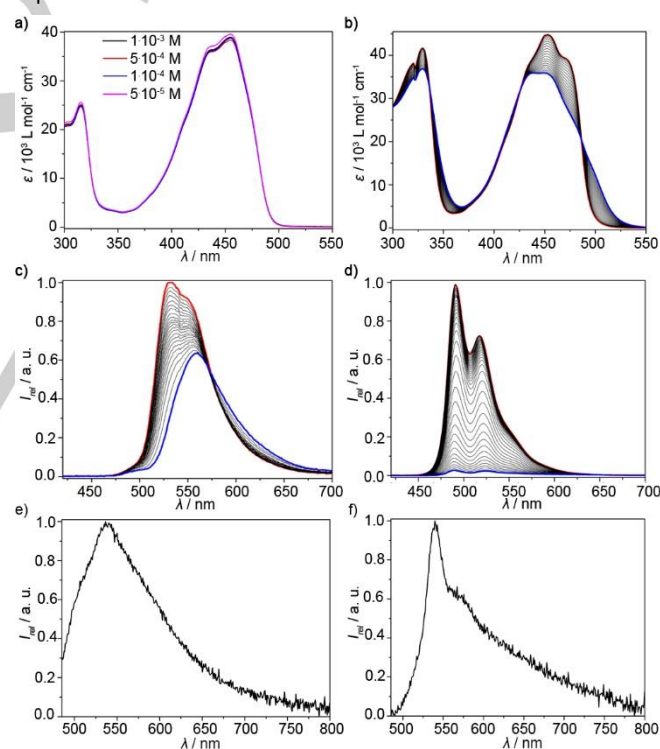 a)
1·10⁻³ M
5·10⁻⁴ M
1·10⁻⁴ M
5·10⁻⁵ M
ε / 10³ L mol⁻¹ cm⁻¹
40
30
20
10
0
300 350 400 450 500 550
λ / nm
b)
ε / 10³ L mol⁻¹ cm⁻¹
40
30
20
10
0
300 350 400 450 500 550
λ / nm
c)
I_rel / a. u.
1.0
0.8
0.6
0.4
0.2
0.0
450 500 550 600 650 700
λ / nm
d)
I_rel / a. u.
1.0
0.8
0.6
0.4
0.2
0.0
450 500 550 600 650 700
λ / nm
e)
I_rel / a. u.
1.0
0.8
0.6
0.4
0.2
0.0
500 550 600 650 700 750 800
λ / nm
f)
I_rel / a. u.
1.0
0.8
0.6
0.4
0.2
0.0
500 550 600 650 700 750 800
λ / nm